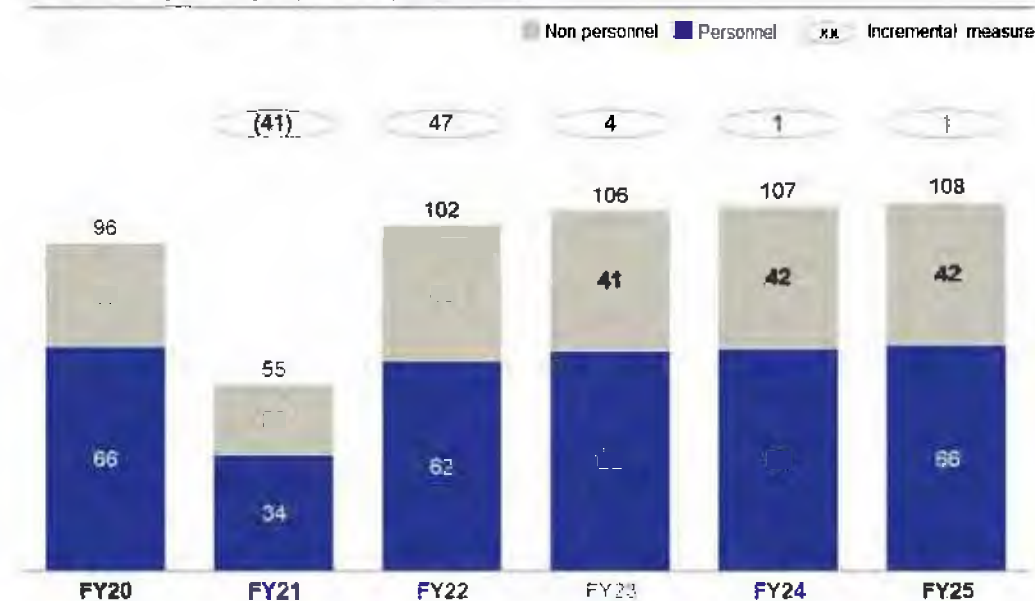 Non personnel Personnel xx Incremental measure
(41) 47 4 1 1
96 55 102 106 107 108
41 42 42
66 34 62 66
FY20 FY21 FY22 FY23 FY24 FY25